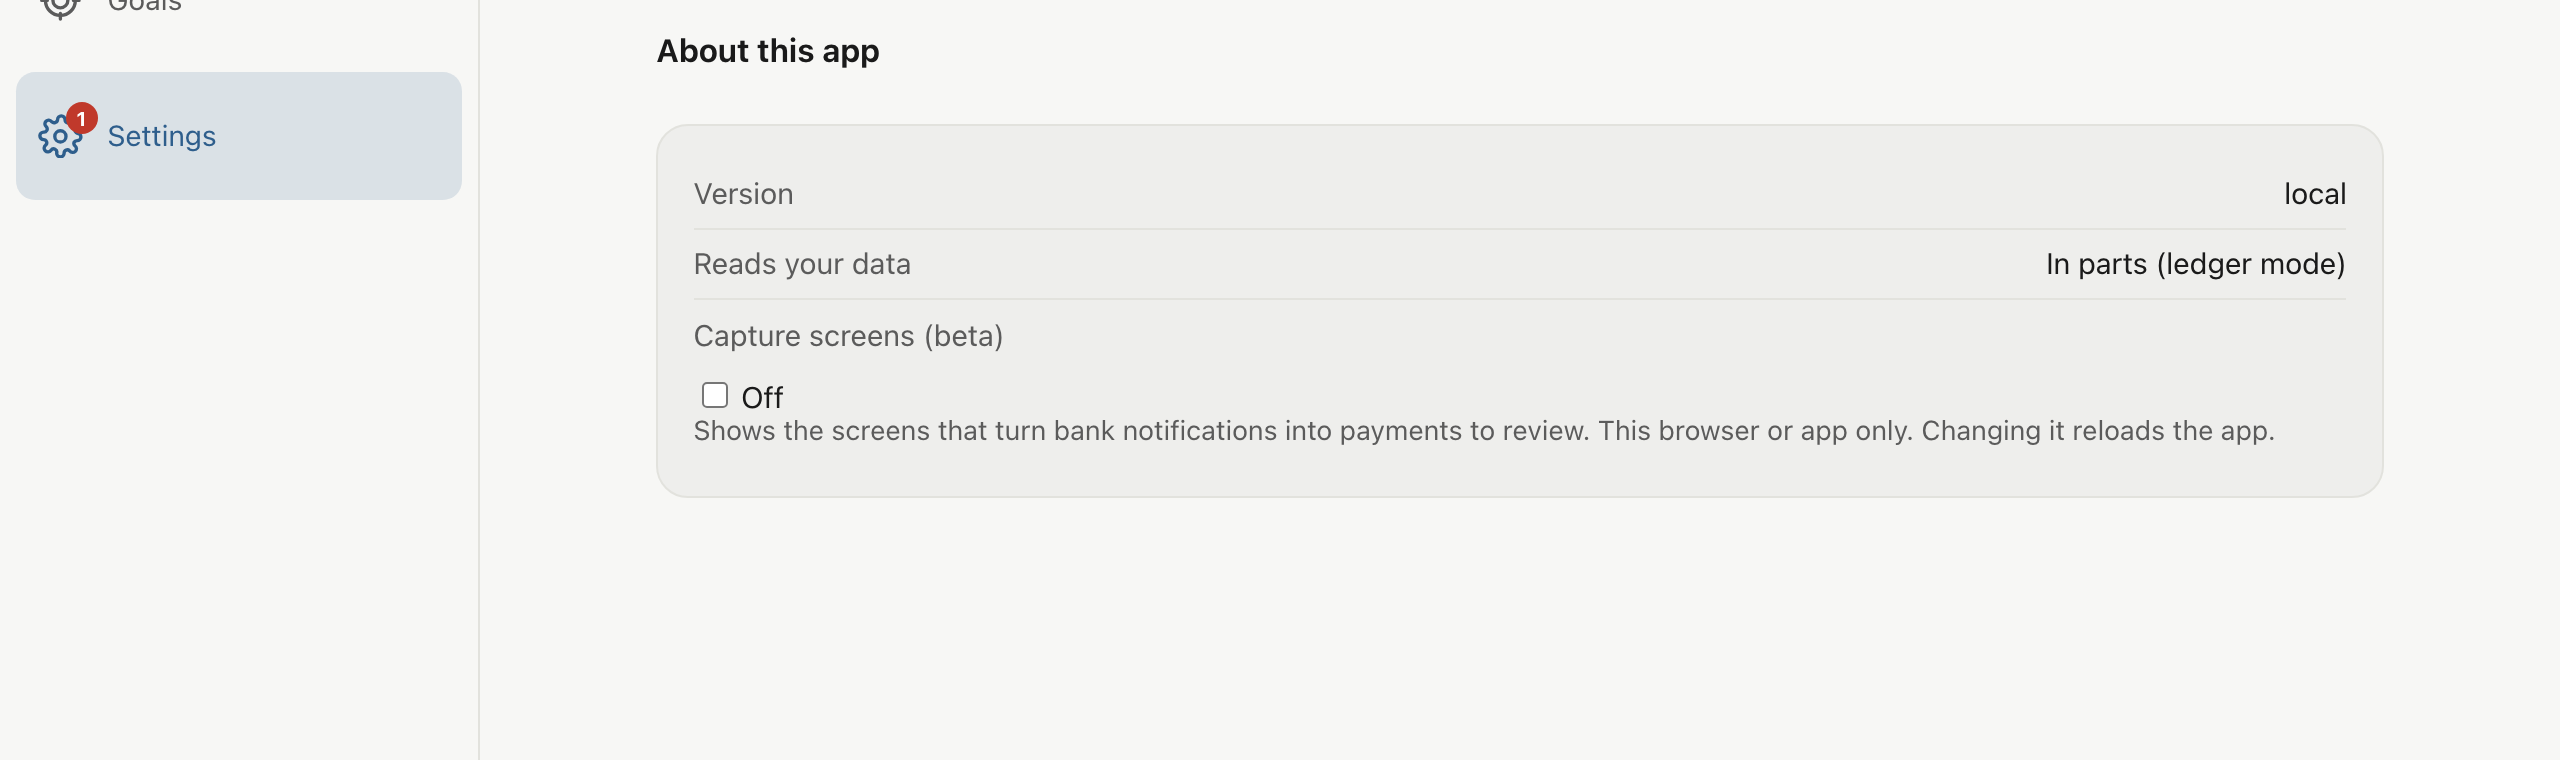 Goals
About this app
1
Settings
Version local
Reads your data In parts (ledger mode)
Capture screens (beta)
Off
Shows the screens that turn bank notifications into payments to review. This browser or app only. Changing it reloads the app.